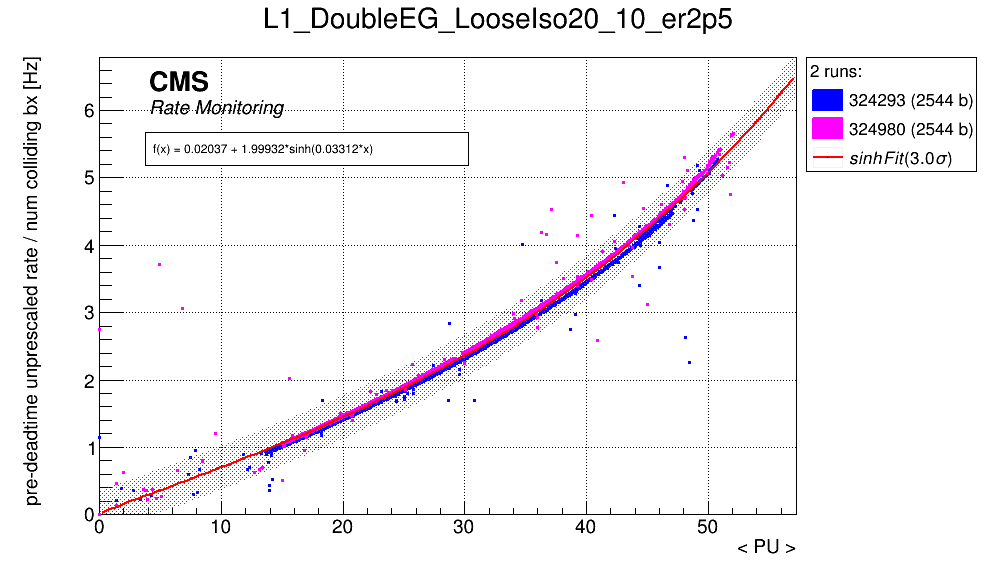 L1_DoubleEG_LooseIso20_10_er2p5
pre-deadtime unprescaled rate / num colliding bx [Hz]
CMS
Rate Monitoring
f(x) = 0.02037 + 1.99932*sinh(0.03312*x)
6
5
4
3
2
1
0
0 10 20 30 40 50
< PU >
2 runs:
324293 (2544 b)
324980 (2544 b)
sinhFit(3.0σ)